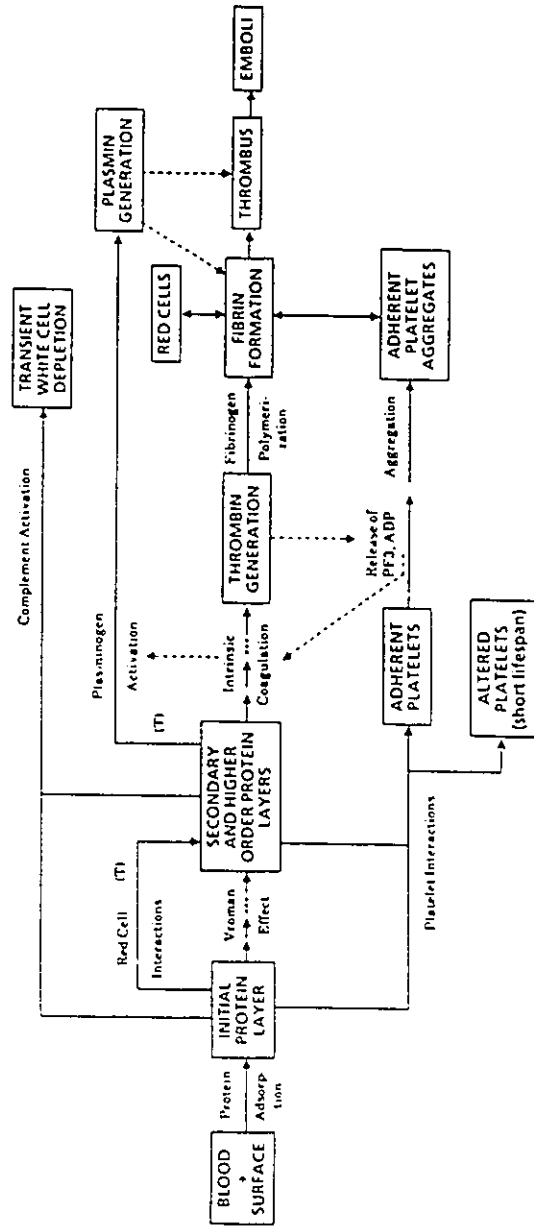 BLOOD
+
SURFACE
Protein
Adsorp-
tion
INITIAL
PROTEIN
LAYER
Red Cell (T)
Interactions
Vroman
Effect
SECONDARY
AND HIGHER
ORDER PROTEIN
LAYERS
Complement Activation
TRANSIENT
WHITE CELL
DEPLETION
(T)
Plasminogen
Activation
PLASMIN
GENERATION
Intrinsic
Coagulation
THROMBIN
GENERATION
Fibrinogen
Polymeri-
ration
RED CELLS
FIBRIN
FORMATION
THROMBUS
EMBOLI
Platelet Interactions
ADHERENT
PLATELETS
ALTERED
PLATELETS
(short lifespan)
Release of
PF3, ADP
Aggregation
ADHERENT
PLATELET
AGGREGATES